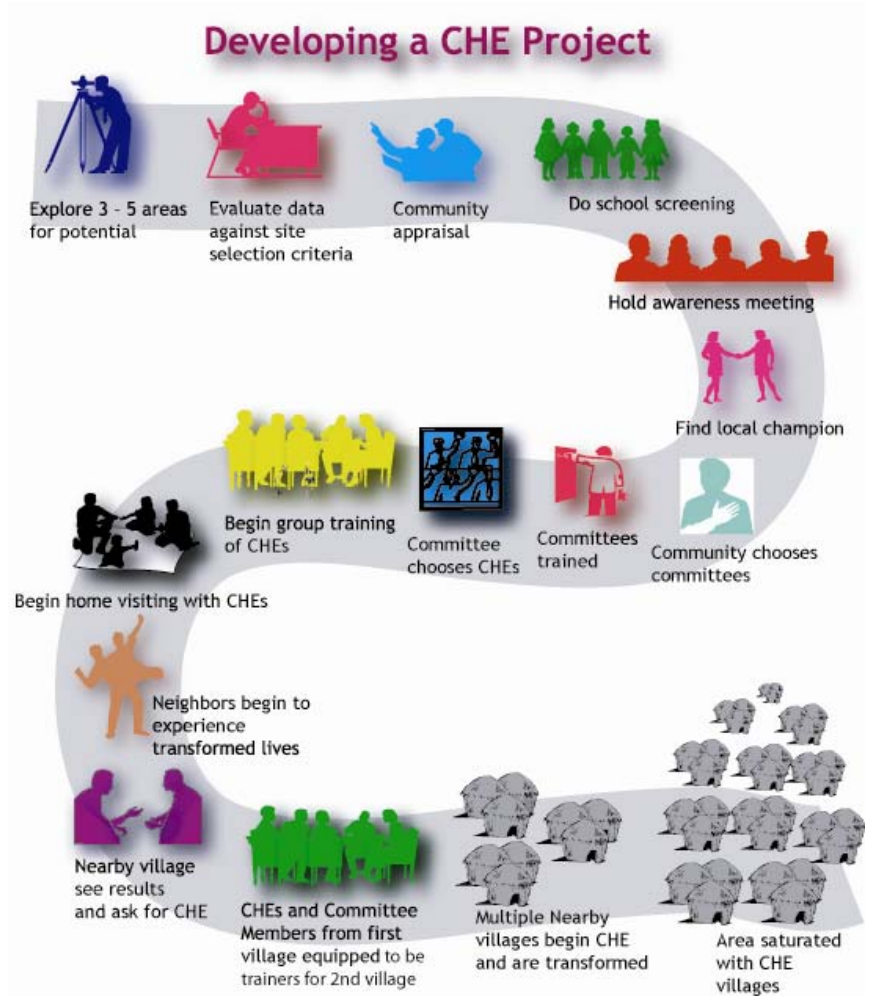 Developing a CHE Project
Explore 3 - 5 areas
for potential
Evaluate data
against site
selection criteria
Community
appraisal
Do school screening
Hold awareness meeting
Find local champion
Community chooses
committees
Committees
trained
Committee
chooses CHEs
Begin group training
of CHEs
Begin home visiting with CHEs
Neighbors begin to
experience
transformed lives
Nearby village
see results
and ask for CHE
CHEs and Committee
Members from first
village equipped to be
trainers for 2nd village
Multiple Nearby
villages begin CHE
and are transformed
Area saturated
with CHE
villages